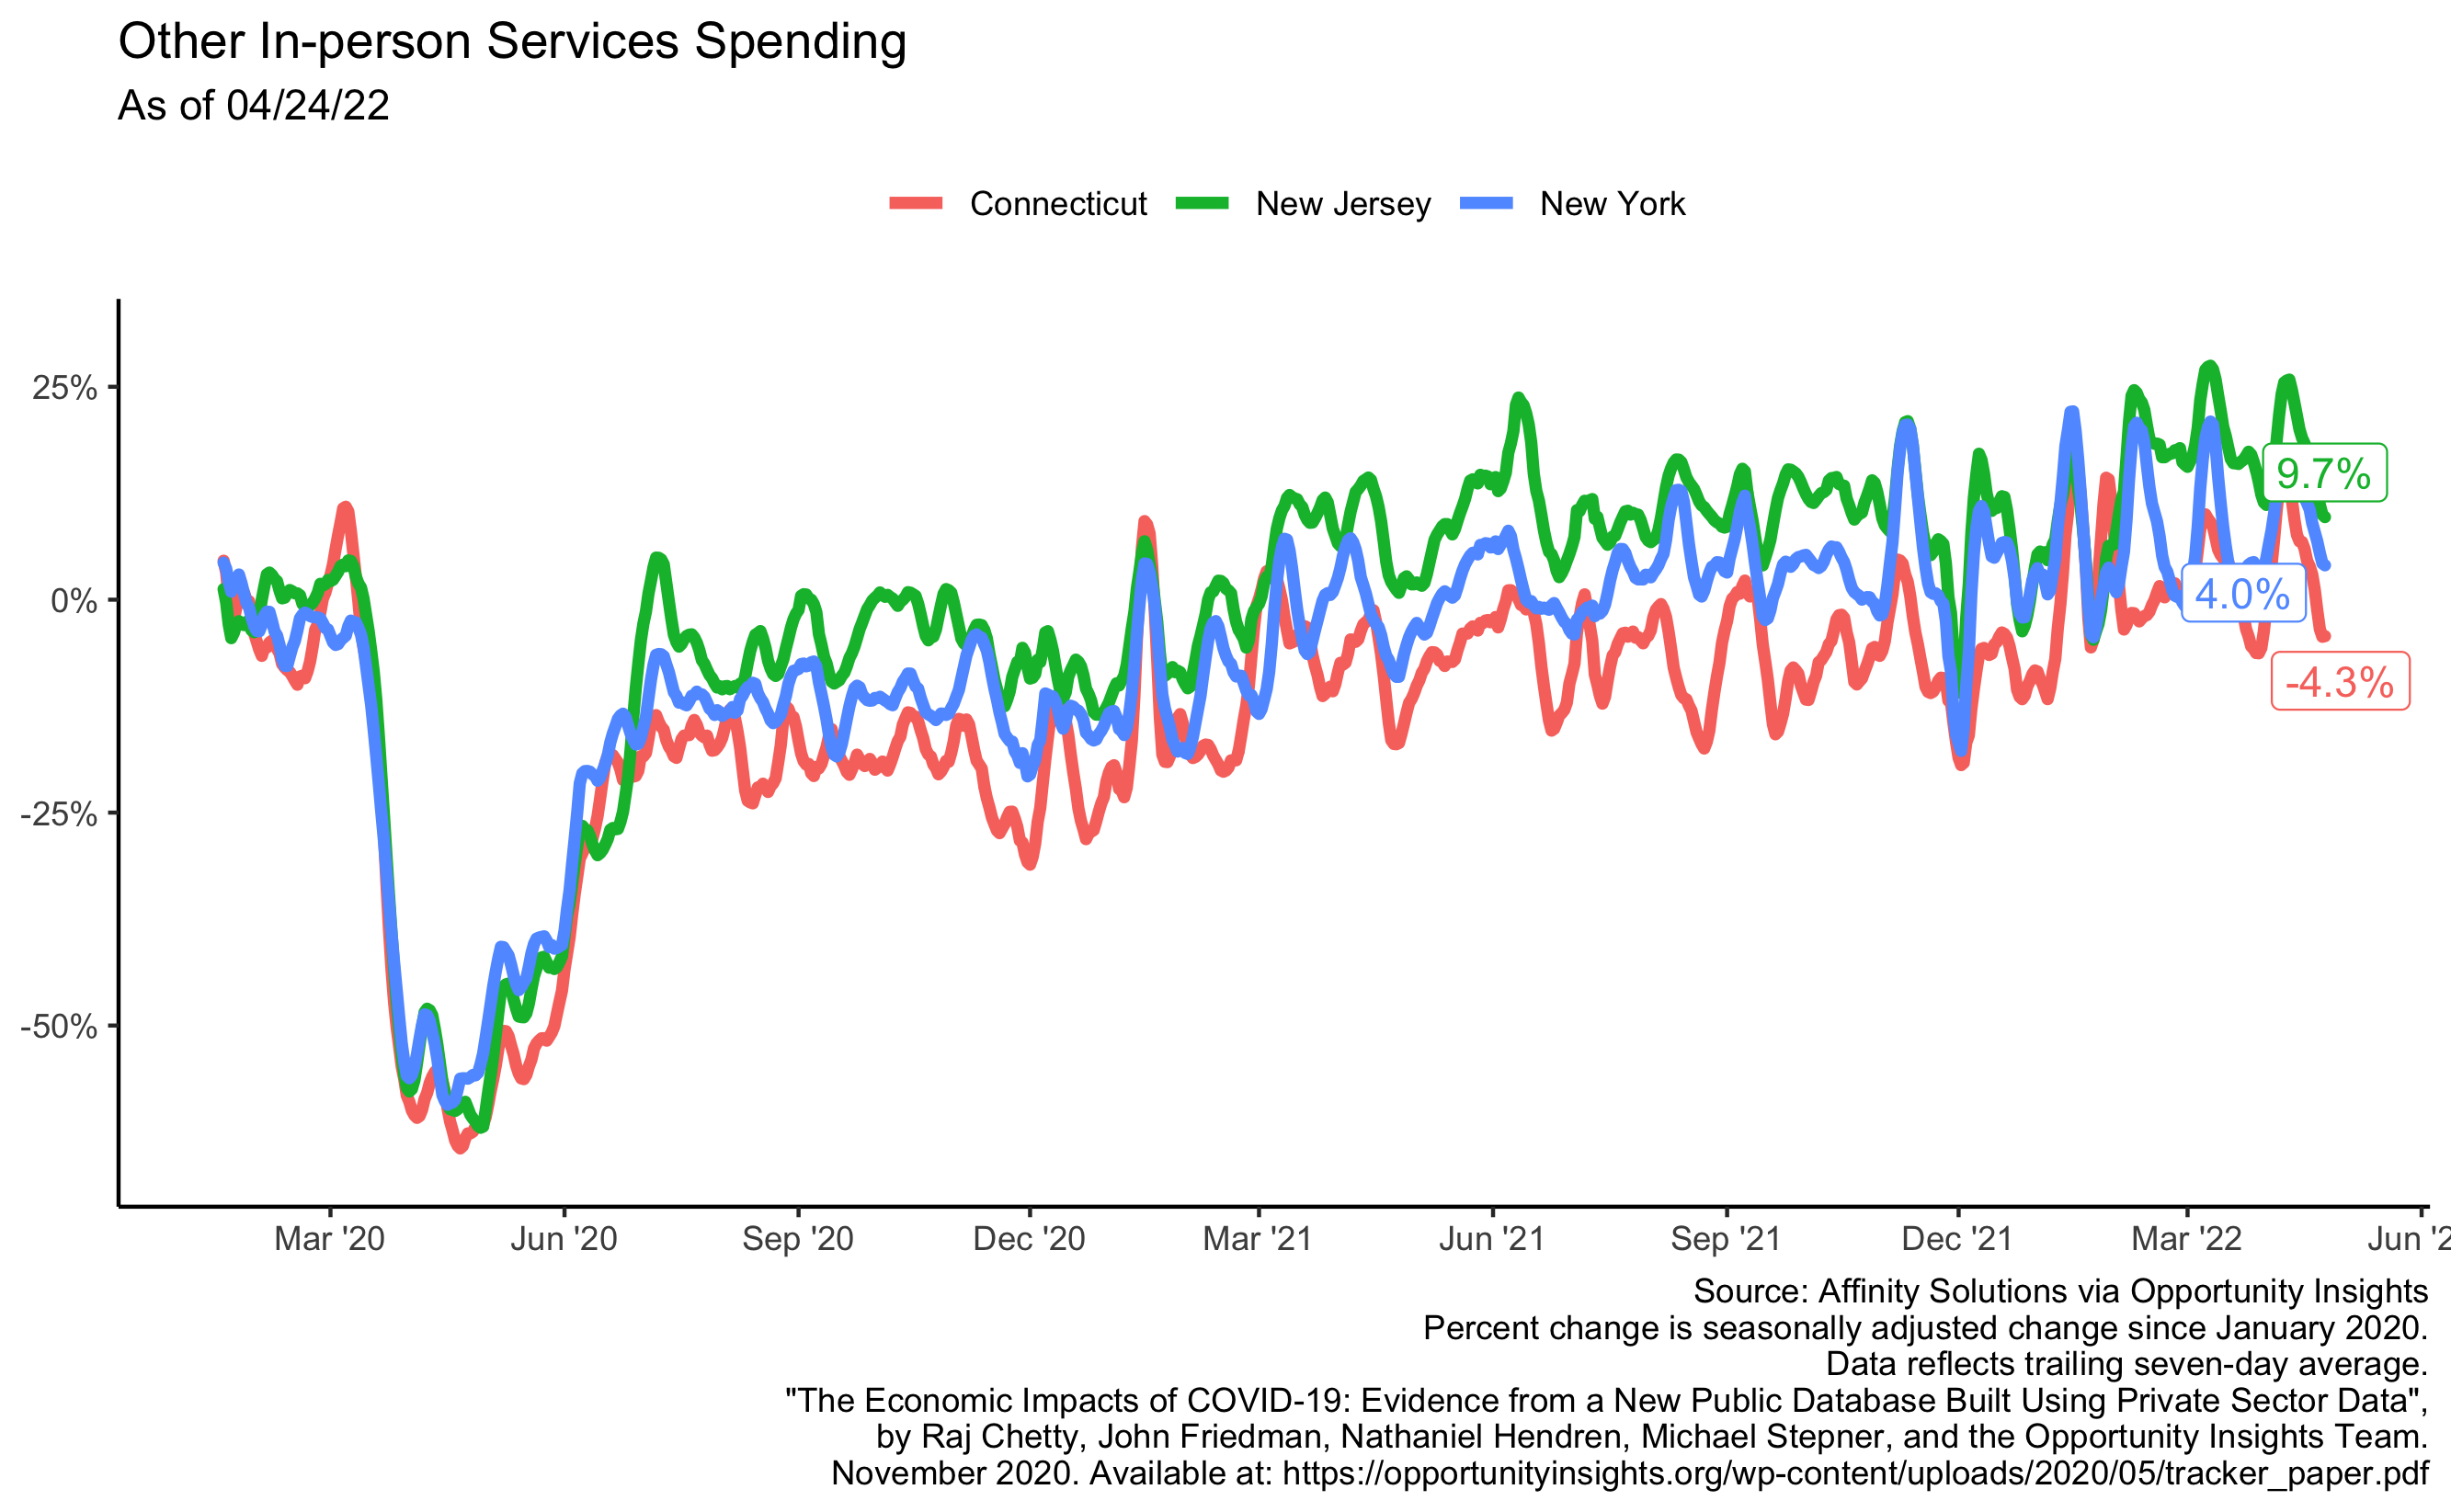 Other In-person Services Spending
As of 04/24/22
Connecticut New Jersey New York
25%
0%
-25%
-50%
9.7%
4.0%
-4.3%
Mar '20 Jun '20 Sep '20 Dec '20 Mar '21 Jun '21 Sep '21 Dec '21 Mar '22 Jun '2
Source: Affinity Solutions via Opportunity Insights
Percent change is seasonally adjusted change since January 2020.
Data reflects trailing seven-day average.
"The Economic Impacts of COVID-19: Evidence from a New Public Database Built Using Private Sector Data",
by Raj Chetty, John Friedman, Nathaniel Hendren, Michael Stepner, and the Opportunity Insights Team.
November 2020. Available at: https://opportunityinsights.org/wp-content/uploads/2020/05/tracker_paper.pdf